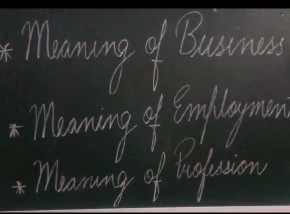 * Meaning of Business
* Meaning of Employment
* Meaning of Profession